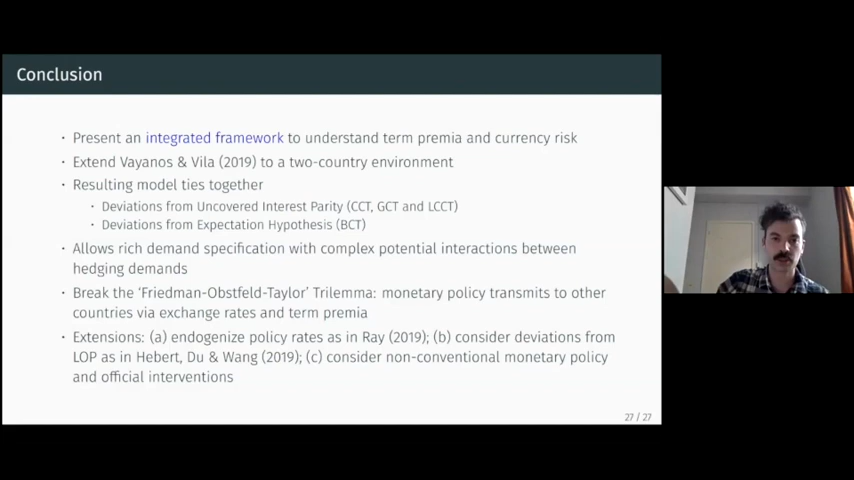 Conclusion
· Present an integrated framework to understand term premia and currency risk
· Extend Vayanos & Vila (2019) to a two-country environment
· Resulting model ties together
· Deviations from Uncovered Interest Parity (CCT, GCT and LCCT)
· Deviations from Expectation Hypothesis (BCT)
· Allows rich demand specification with complex potential interactions between
hedging demands
· Break the ‘Friedman-Obstfeld-Taylor’ Trilemma: monetary policy transmits to other
countries via exchange rates and term premia
· Extensions: (a) endogenize policy rates as in Ray (2019); (b) consider deviations from
LOP as in Hebert, Du & Wang (2019); (c) consider non-conventional monetary policy
and official interventions
27 / 27